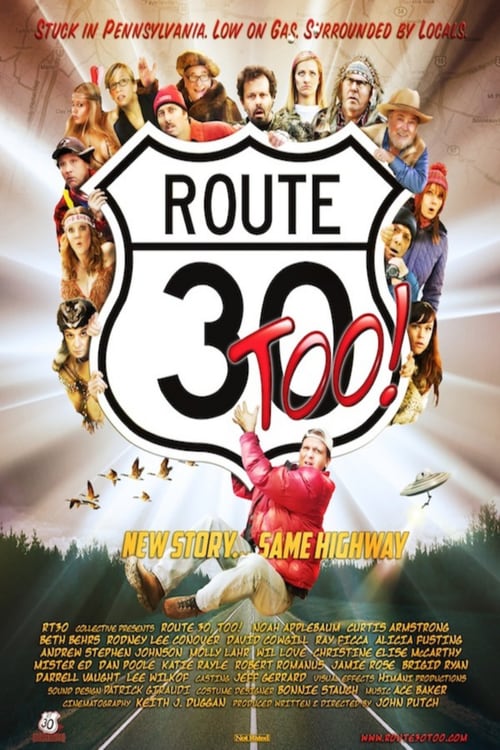 STUCK IN PENNSYLVANIA. LOW ON GAS. SURROUNDED BY LOCALS...
ROUTE
30
TOO!
NEW STORY. SAME HIGHWAY
RT30 COLLECTIVE PRESENTS ROUTE 30, TOO! NOAH APPLEBAUM CURTIS ARMSTRONG
BETH BEHRS RODNEY LEE CONOVER DAVID COWGILL RAY FICCA ALICIA FUSTING
ANDREW STEPHEN JOHNSON MOLLY LAHR WIL LOVE CHRISTINE ELISE MCCARTHY
MISTER ED DAN POOLE KATIE RAYLE ROBERT ROMANUS JAMIE ROSE BRIGID RYAN
DARRELL VAUGHT LEE WILKOF CASTING JEFF GERRARD VISUAL EFFECTS HIMANI PRODUCTIONS
SOUND DESIGN PATRICK GIRAUDI COSTUME DESIGNER BONNIE STAUCH MUSIC ACE BAKER
CINEMATOGRAPHY KEITH J. DUGGAN PRODUCED WRITTEN & DIRECTED BY JOHN PUTCH
30
Not Rated
WWW.ROUTE30TOO.COM